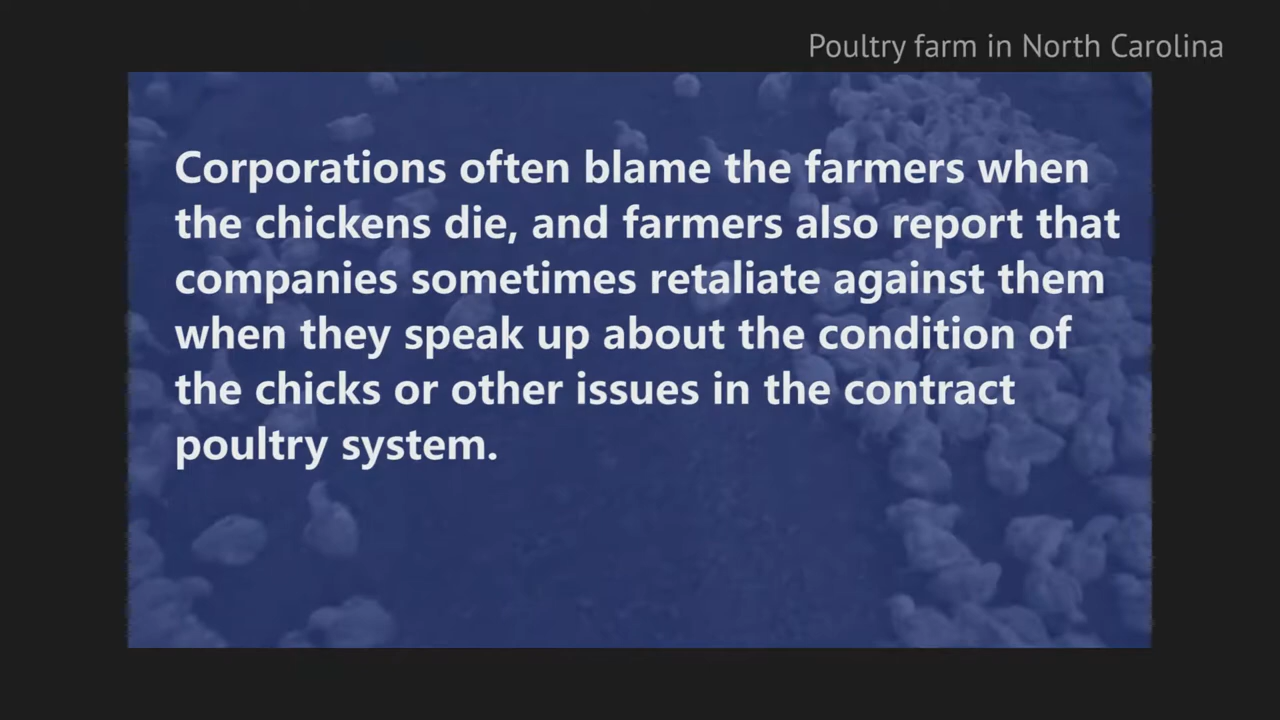 Poultry farm in North Carolina
Corporations often blame the farmers when
the chickens die, and farmers also report that
companies sometimes retaliate against them
when they speak up about the condition of
the chicks or other issues in the contract
poultry system.